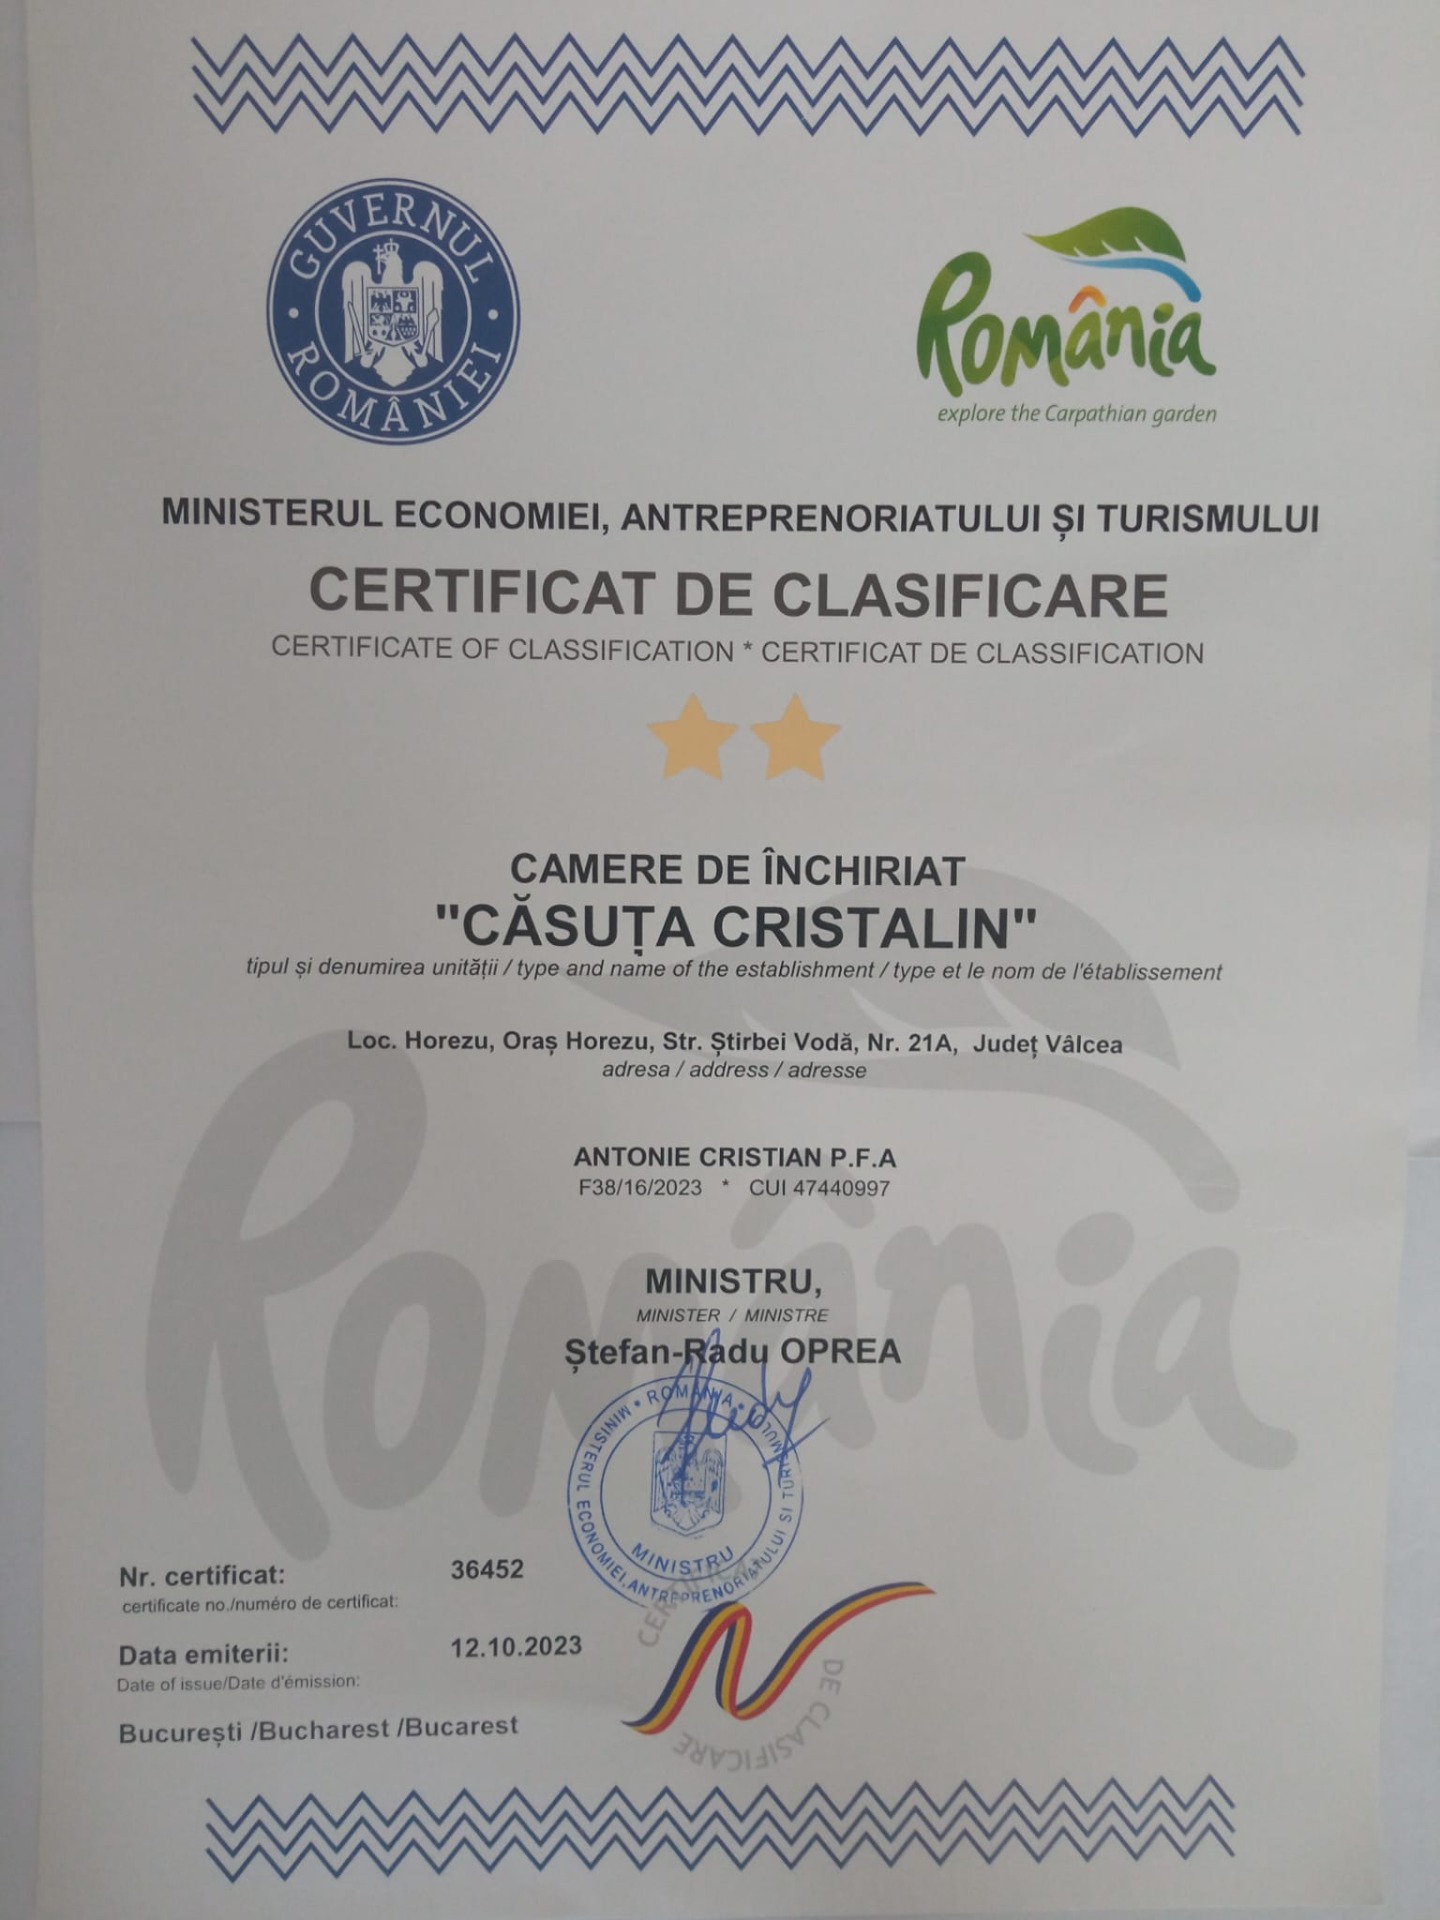 GUVERNUL ROMÂNIEI
România
explore the Carpathian garden
MINISTERUL ECONOMIEI, ANTREPRENORIATULUI ȘI TURISMULUI
CERTIFICAT DE CLASIFICARE
CERTIFICATE OF CLASSIFICATION * CERTIFICAT DE CLASSIFICATION
CAMERE DE ÎNCHIRIAT
"CĂSUȚA CRISTALIN"
tipul și denumirea unității / type and name of the establishment / type et le nom de l'établissement
Loc. Horezu, Oraș Horezu, Str. Știrbei Vodă, Nr. 21A, Județ Vâlcea
adresa / address / adresse
ANTONIE CRISTIAN P.F.A
F38/16/2023 * CUI 47440997
România
MINISTRU,
MINISTER / MINISTRE
Ștefan-Radu OPREA
ROMÂNIA
MINISTERUL ECONOMIEI, ANTREPRENORIATULUI SI TURISMULUI
MINISTRU
Nr. certificat: 36452
certificate no./numéro de certificat:
Data emiterii: 12.10.2023
Date of issue/Date d'émission:
București /Bucharest /Bucarest
CERTIFICAT DE CLASIFICARE